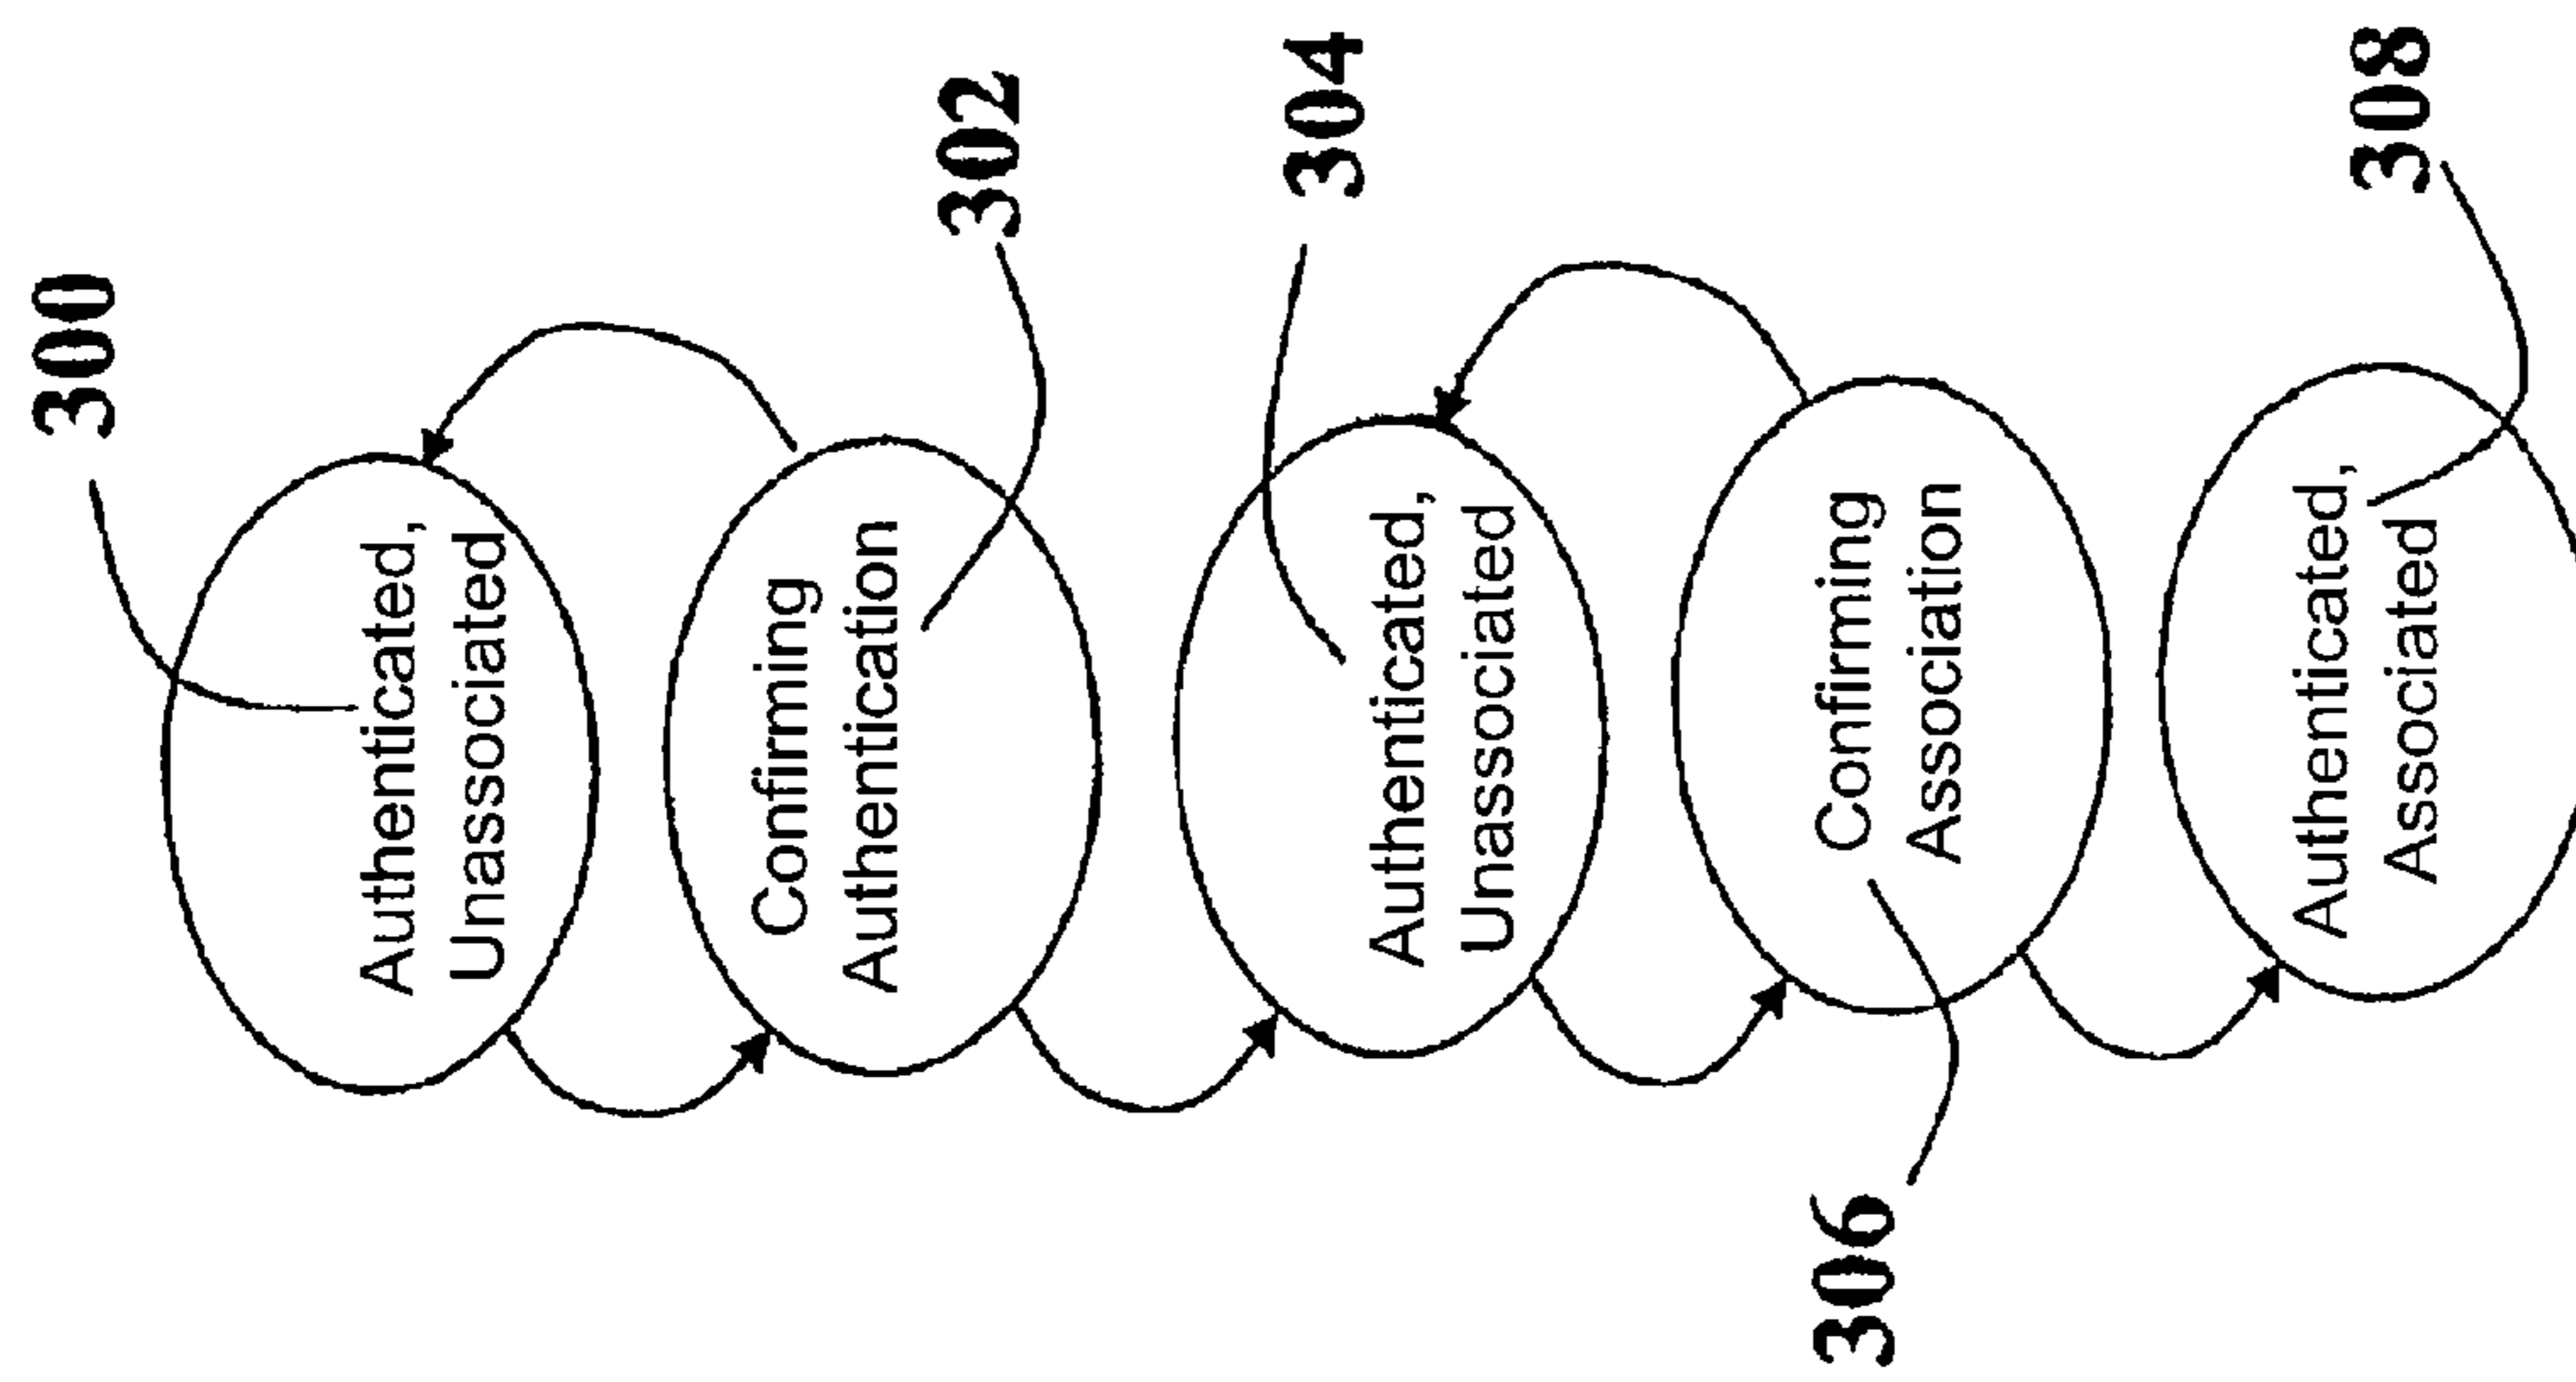 300
Authenticated,
Unassociated
302
Confirming
Authentication
304
Authenticated,
Unassociated
306
Confirming
Association
308
Authenticated,
Associated